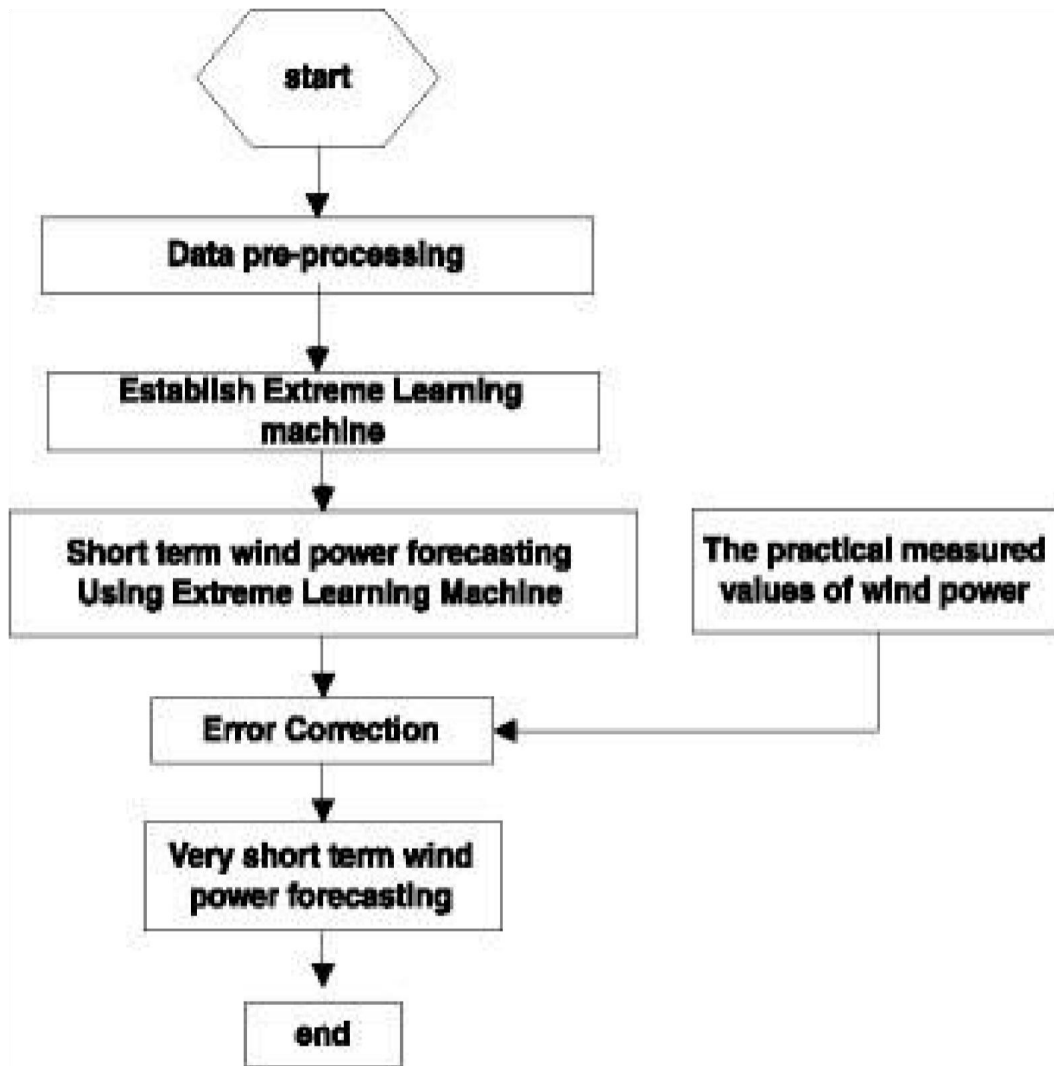 start
Data pre-processing
Establish Extreme Learning
machine
Short term wind power forecasting
Using Extreme Learning Machine
The practical measured
values of wind power
Error Correction
Very short term wind
power forecasting
end